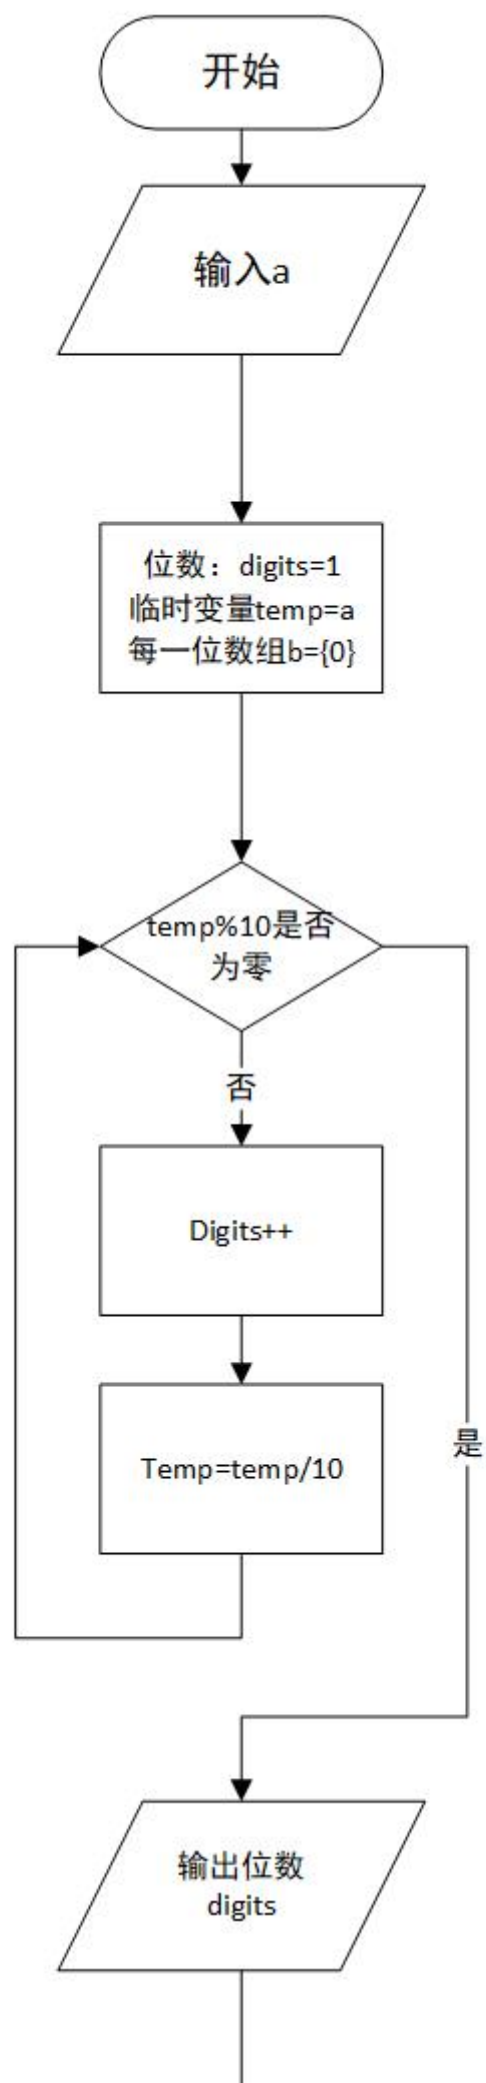 开始
输入a
位数：digits=1
临时变量temp=a
每一位数组b={0}
temp%10是否
为零
否
Digits++
Temp=temp/10
是
输出位数
digits